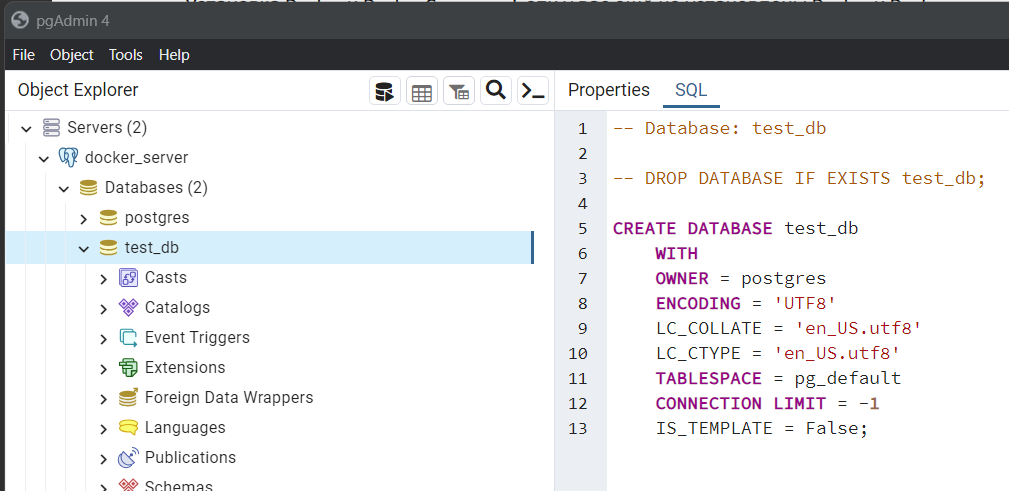 pgAdmin 4
File Object Tools Help
Object Explorer
Servers (2)
docker_server
Databases (2)
postgres
test_db
Casts
Catalogs
Event Triggers
Extensions
Foreign Data Wrappers
Languages
Publications
Schemas
Properties SQL
1 -- Database: test_db
2
3 -- DROP DATABASE IF EXISTS test_db;
4
5 CREATE DATABASE test_db
6 WITH
7 OWNER = postgres
8 ENCODING = 'UTF8'
9 LC_COLLATE = 'en_US.utf8'
10 LC_CTYPE = 'en_US.utf8'
11 TABLESPACE = pg_default
12 CONNECTION LIMIT = -1
13 IS_TEMPLATE = False;